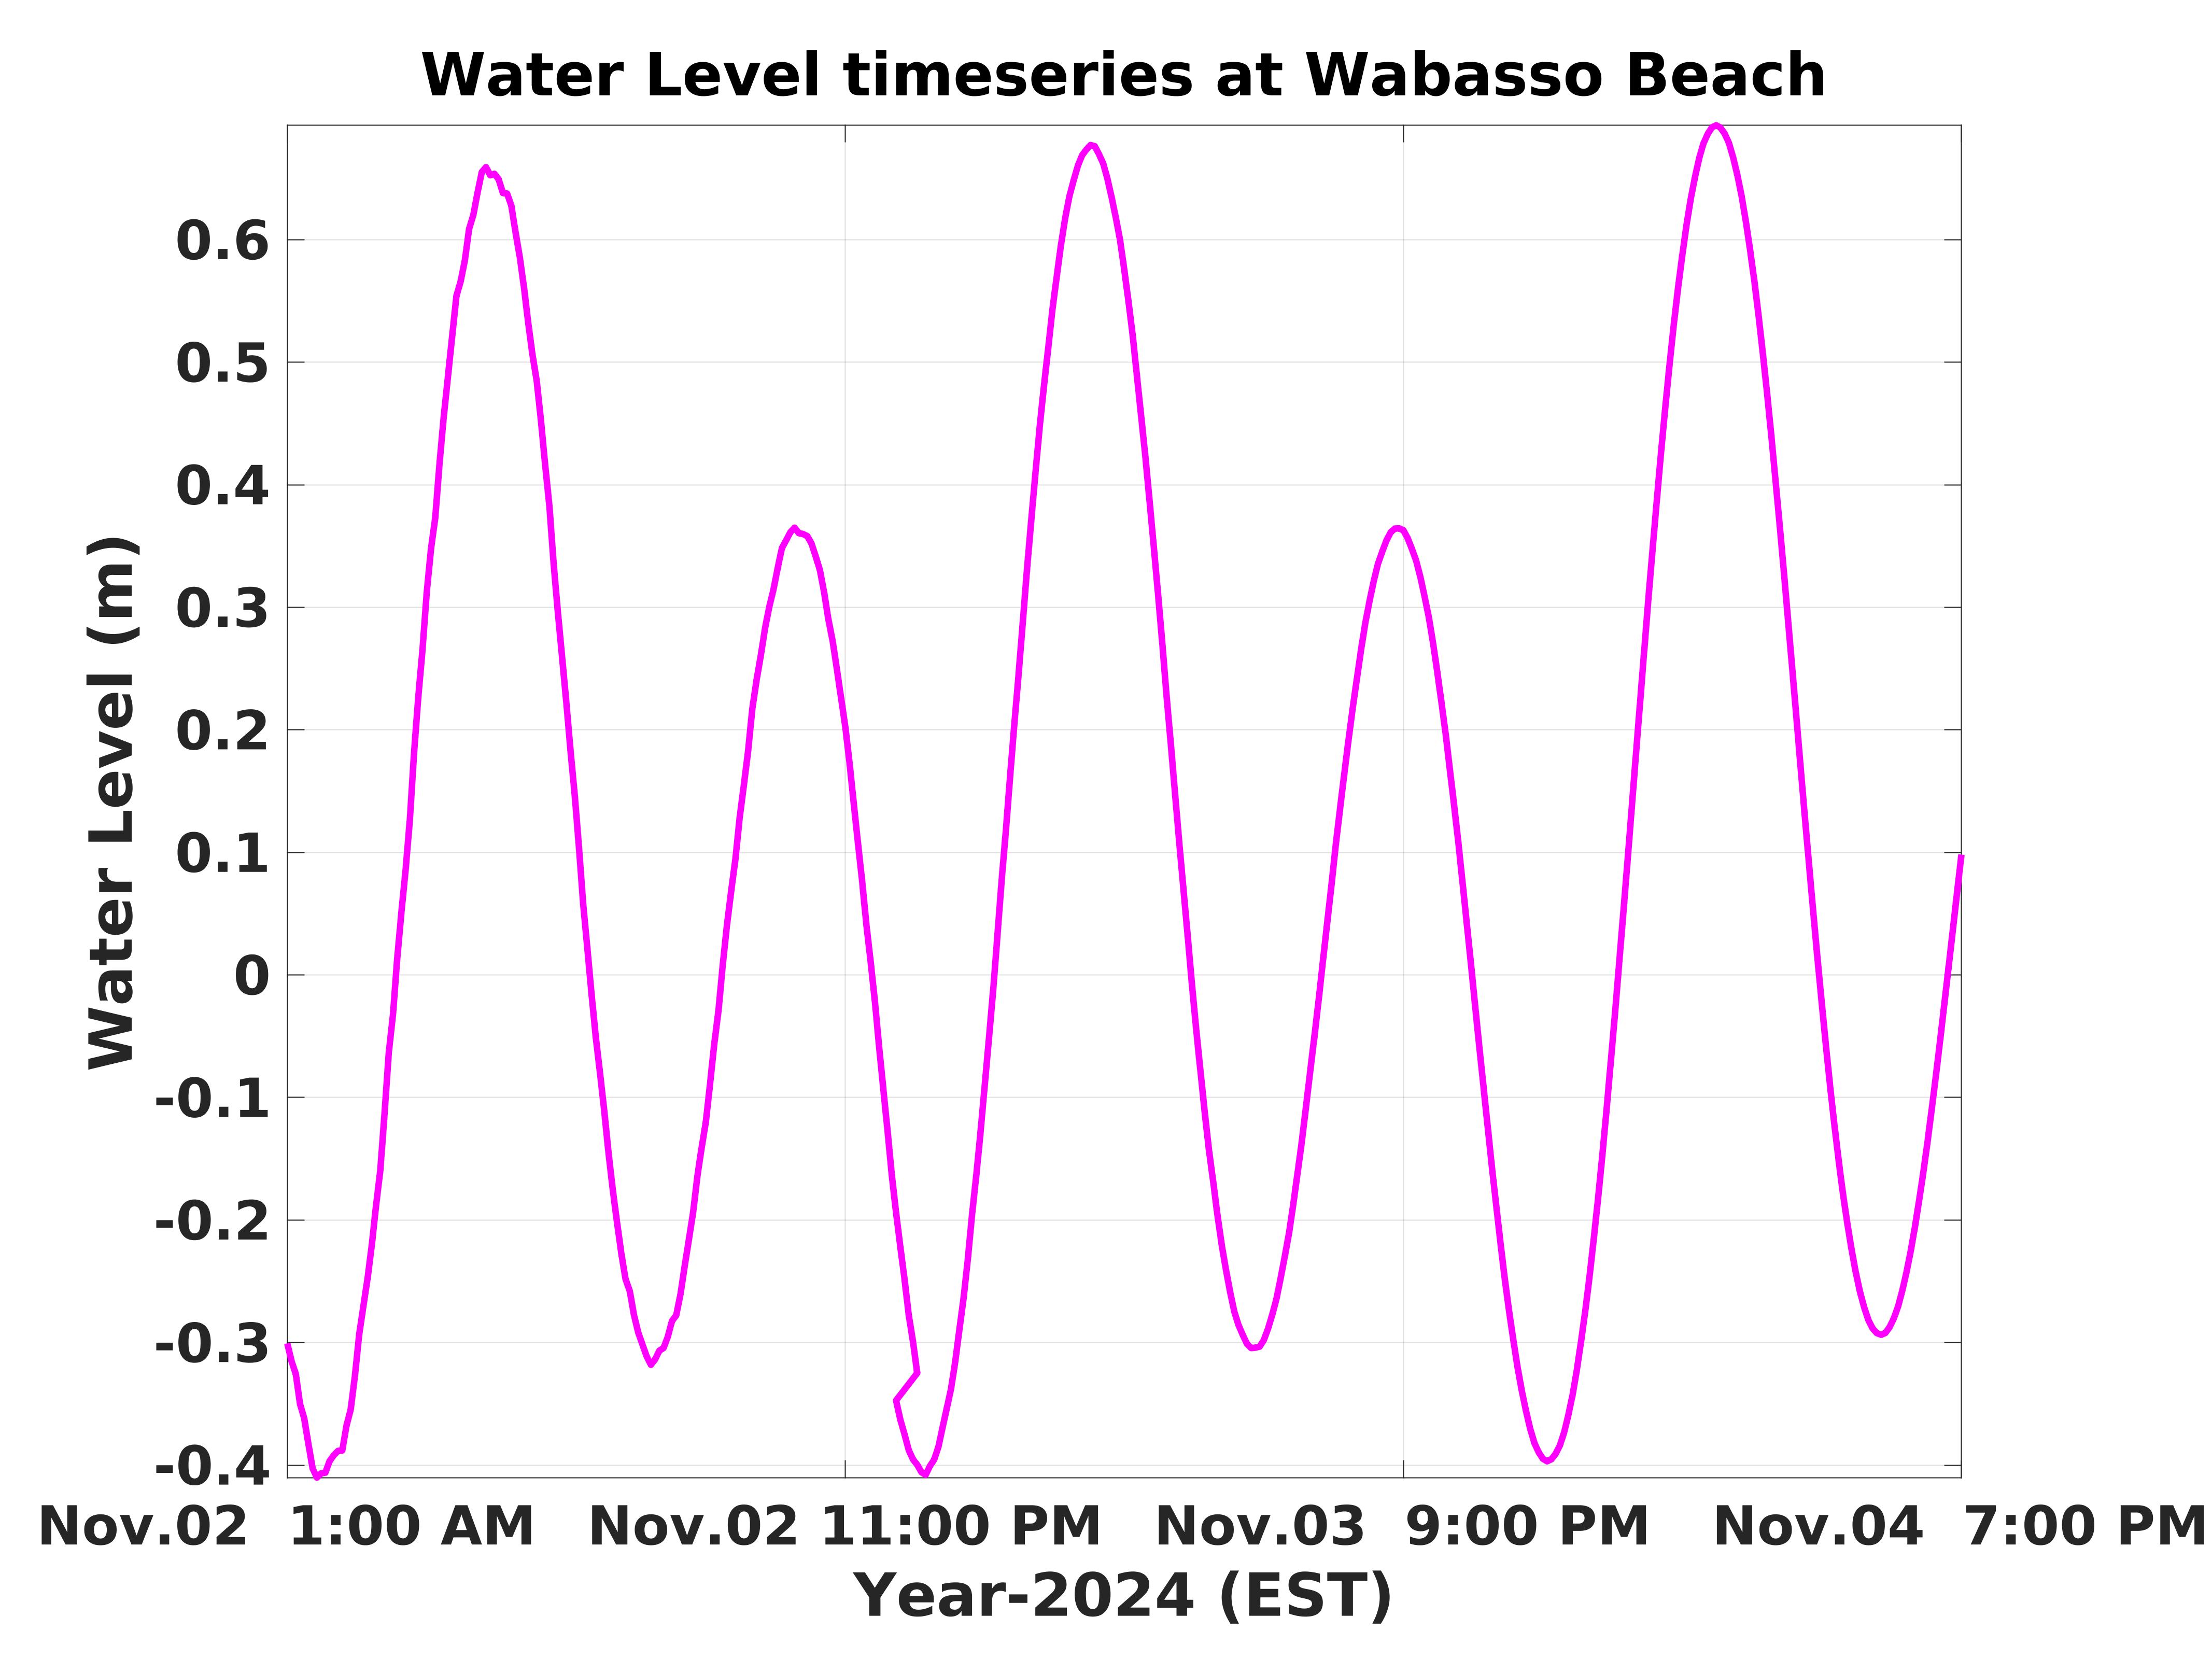 Water Level timeseries at Wabasso Beach
Water Level (m)
0.6
0.5
0.4
0.3
0.2
0.1
0
-0.1
-0.2
-0.3
-0.4
Nov.02 1:00 AM Nov.02 11:00 PM Nov.03 9:00 PM Nov.04 7:00 PM
Year-2024 (EST)